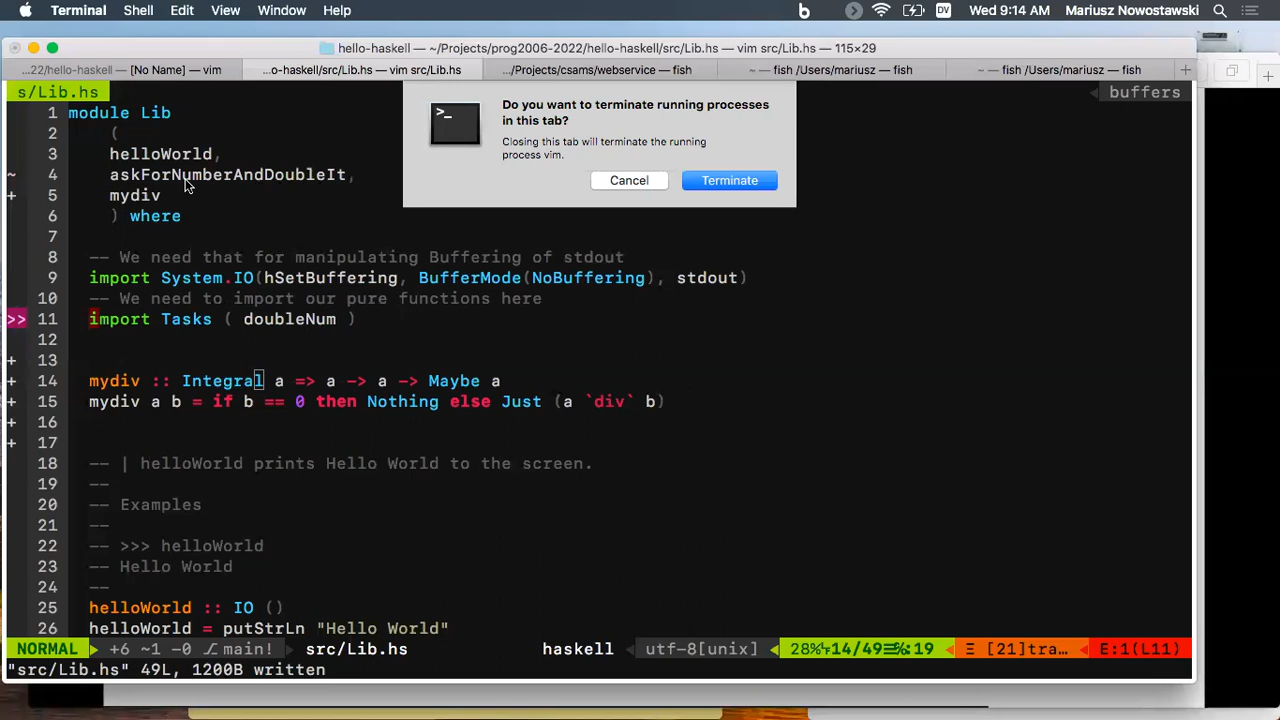 Terminal Shell Edit View Window Help DV Wed 9:14 AM Mariusz Nowostawski
hello-haskell — ~/Projects/prog2006-2022/hello-haskell/src/Lib.hs — vim src/Lib.hs — 115×29
...22/hello-haskell — [No Name] — vim ...o-haskell/src/Lib.hs — vim src/Lib.hs .../Projects/csams/webservice — fish ~ — fish /Users/mariusz — fish ~ — fish /Users/mariusz — fish +
s/Lib.hs buffers
Do you want to terminate running processes
in this tab?
Closing this tab will terminate the running
process vim.
Cancel Terminate
1 module Lib
2 (
3 helloWorld,
~ 4 askForNumberAndDoubleIt,
+ 5 mydiv
6 ) where
7
8 -- We need that for manipulating Buffering of stdout
9 import System.IO(hSetBuffering, BufferMode(NoBuffering), stdout)
10 -- We need to import our pure functions here
>> 11 import Tasks ( doubleNum )
12
+ 13
+ 14 mydiv :: Integral a => a -> a -> Maybe a
+ 15 mydiv a b = if b == 0 then Nothing else Just (a `div` b)
+ 16
+ 17
18 -- | helloWorld prints Hello World to the screen.
19 --
20 -- Examples
21 --
22 -- >>> helloWorld
23 -- Hello World
24 --
25 helloWorld :: IO ()
26 helloWorld = putStrLn "Hello World"
NORMAL +6 ~1 -0 main! src/Lib.hs haskell utf-8[unix] 28% 14/49 :19 Ξ [21]tra… E:1(L11)
"src/Lib.hs" 49L, 1200B written